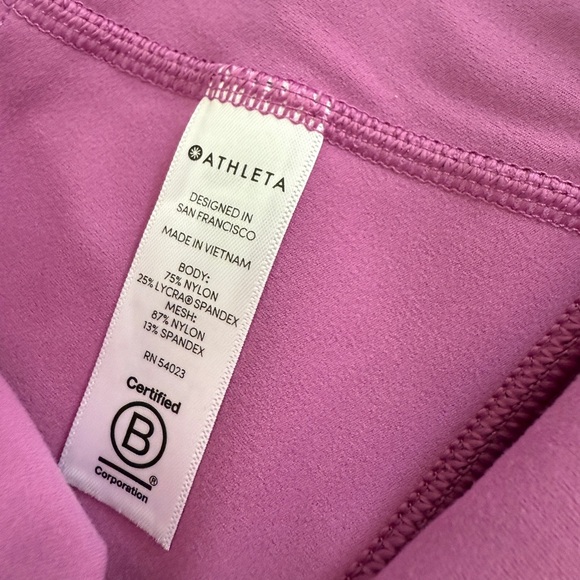 ATHLETA
DESIGNED IN
SAN FRANCISCO
MADE IN VIETNAM
BODY:
75% NYLON
25% LYCRA® SPANDEX
MESH:
87% NYLON
13% SPANDEX
RN 54023
Certified
B
®
Corporation